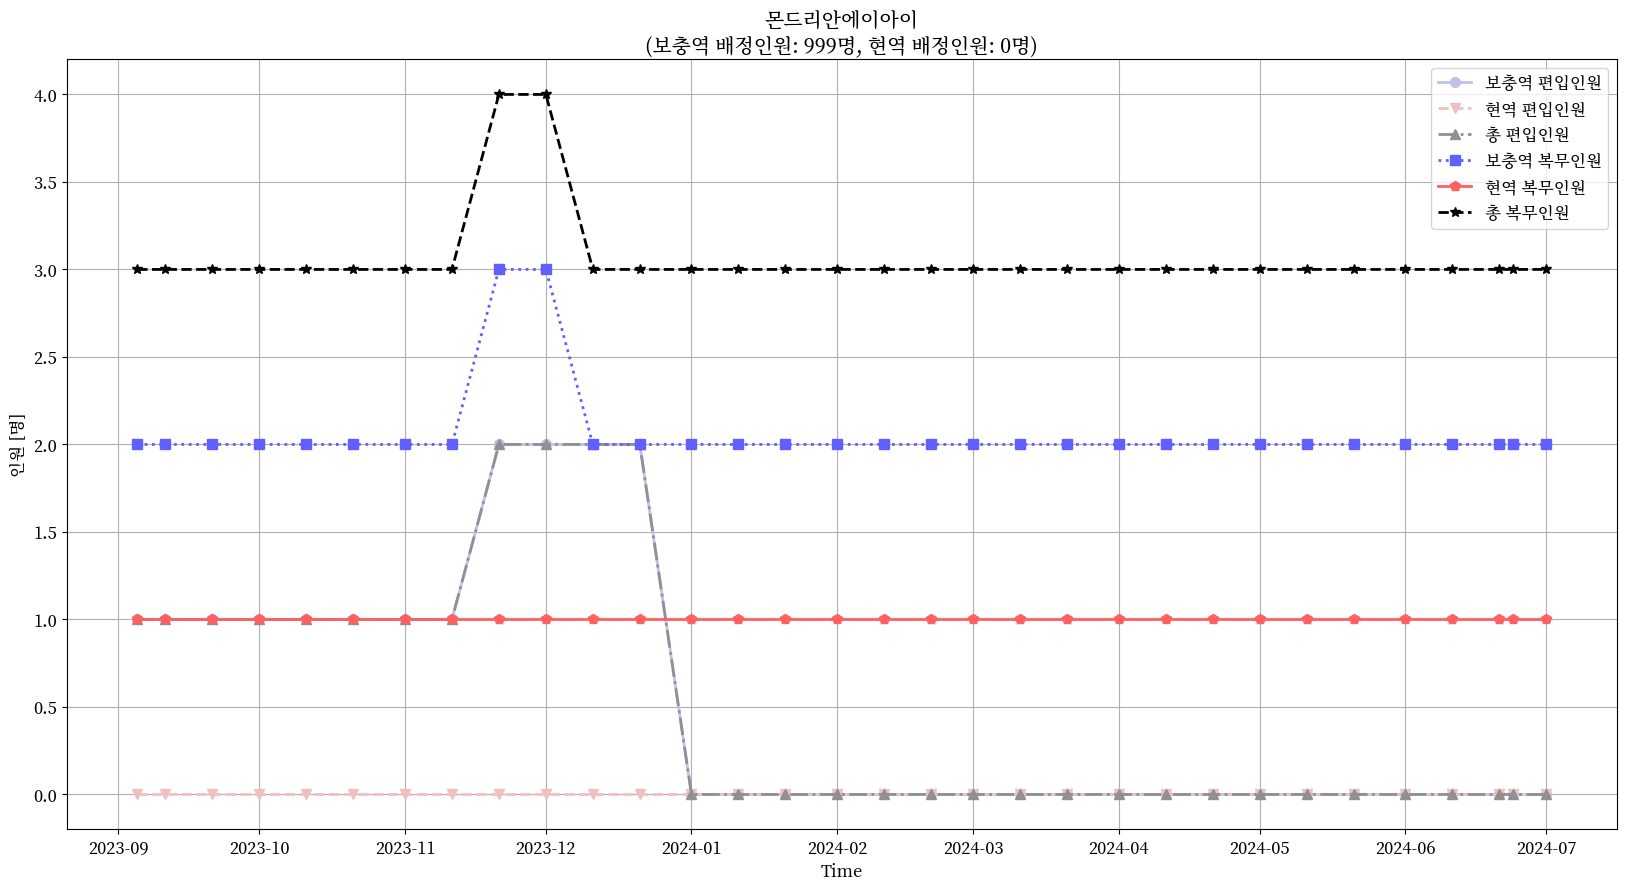 몬드리안에이아이
(보충역 배정인원: 999명, 현역 배정인원: 0명)
보충역 편입인원
현역 편입인원
총 편입인원
보충역 복무인원
현역 복무인원
총 복무인원
인원 [명]
4.0
3.5
3.0
2.5
2.0
1.5
1.0
0.5
0.0
2023-09 2023-10 2023-11 2023-12 2024-01 2024-02 2024-03 2024-04 2024-05 2024-06 2024-07
Time